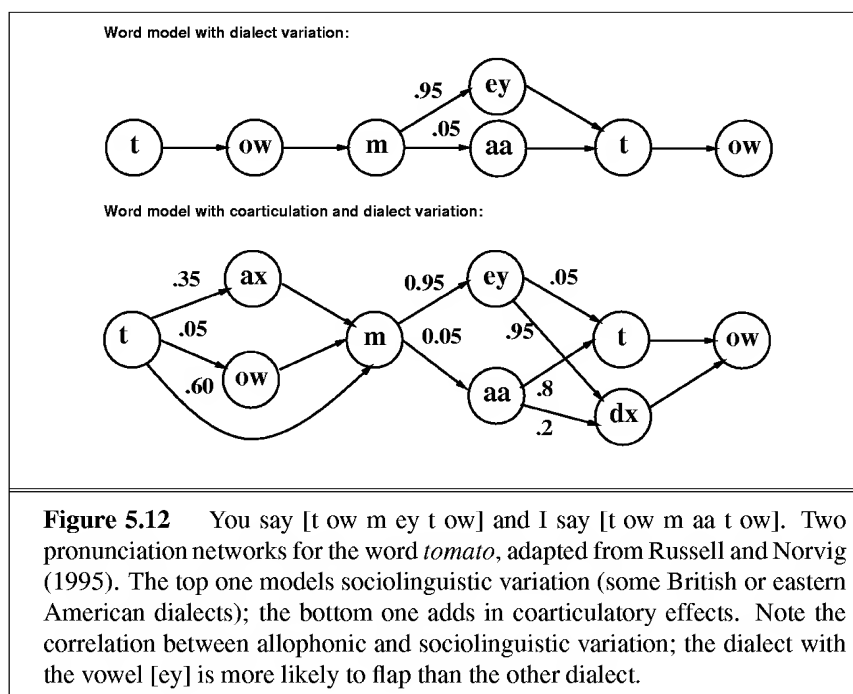 Word model with dialect variation:
.95 ey
.05
t ow m aa t ow
Word model with coarticulation and dialect variation:
.35 ax 0.95 ey .05
t .05 m 0.05 .95 t ow
.60 ow aa .8 dx
.2
Figure 5.12 You say [t ow m ey t ow] and I say [t ow m aa t ow]. Two
pronunciation networks for the word tomato, adapted from Russell and Norvig
(1995). The top one models sociolinguistic variation (some British or eastern
American dialects); the bottom one adds in coarticulatory effects. Note the
correlation between allophonic and sociolinguistic variation; the dialect with
the vowel [ey] is more likely to flap than the other dialect.